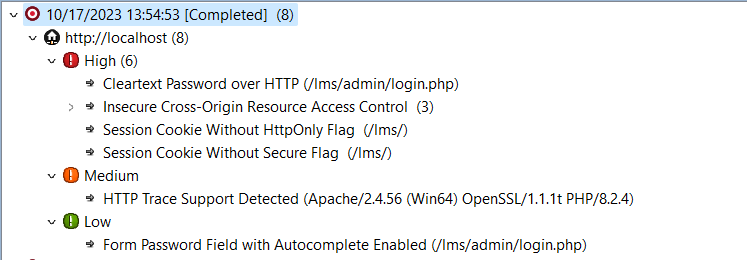 10/17/2023 13:54:53 [Completed] (8)
http://localhost (8)
High (6)
Cleartext Password over HTTP (/lms/admin/login.php)
Insecure Cross-Origin Resource Access Control (3)
Session Cookie Without HttpOnly Flag (/lms/)
Session Cookie Without Secure Flag (/lms/)
Medium
HTTP Trace Support Detected (Apache/2.4.56 (Win64) OpenSSL/1.1.1t PHP/8.2.4)
Low
Form Password Field with Autocomplete Enabled (/lms/admin/login.php)